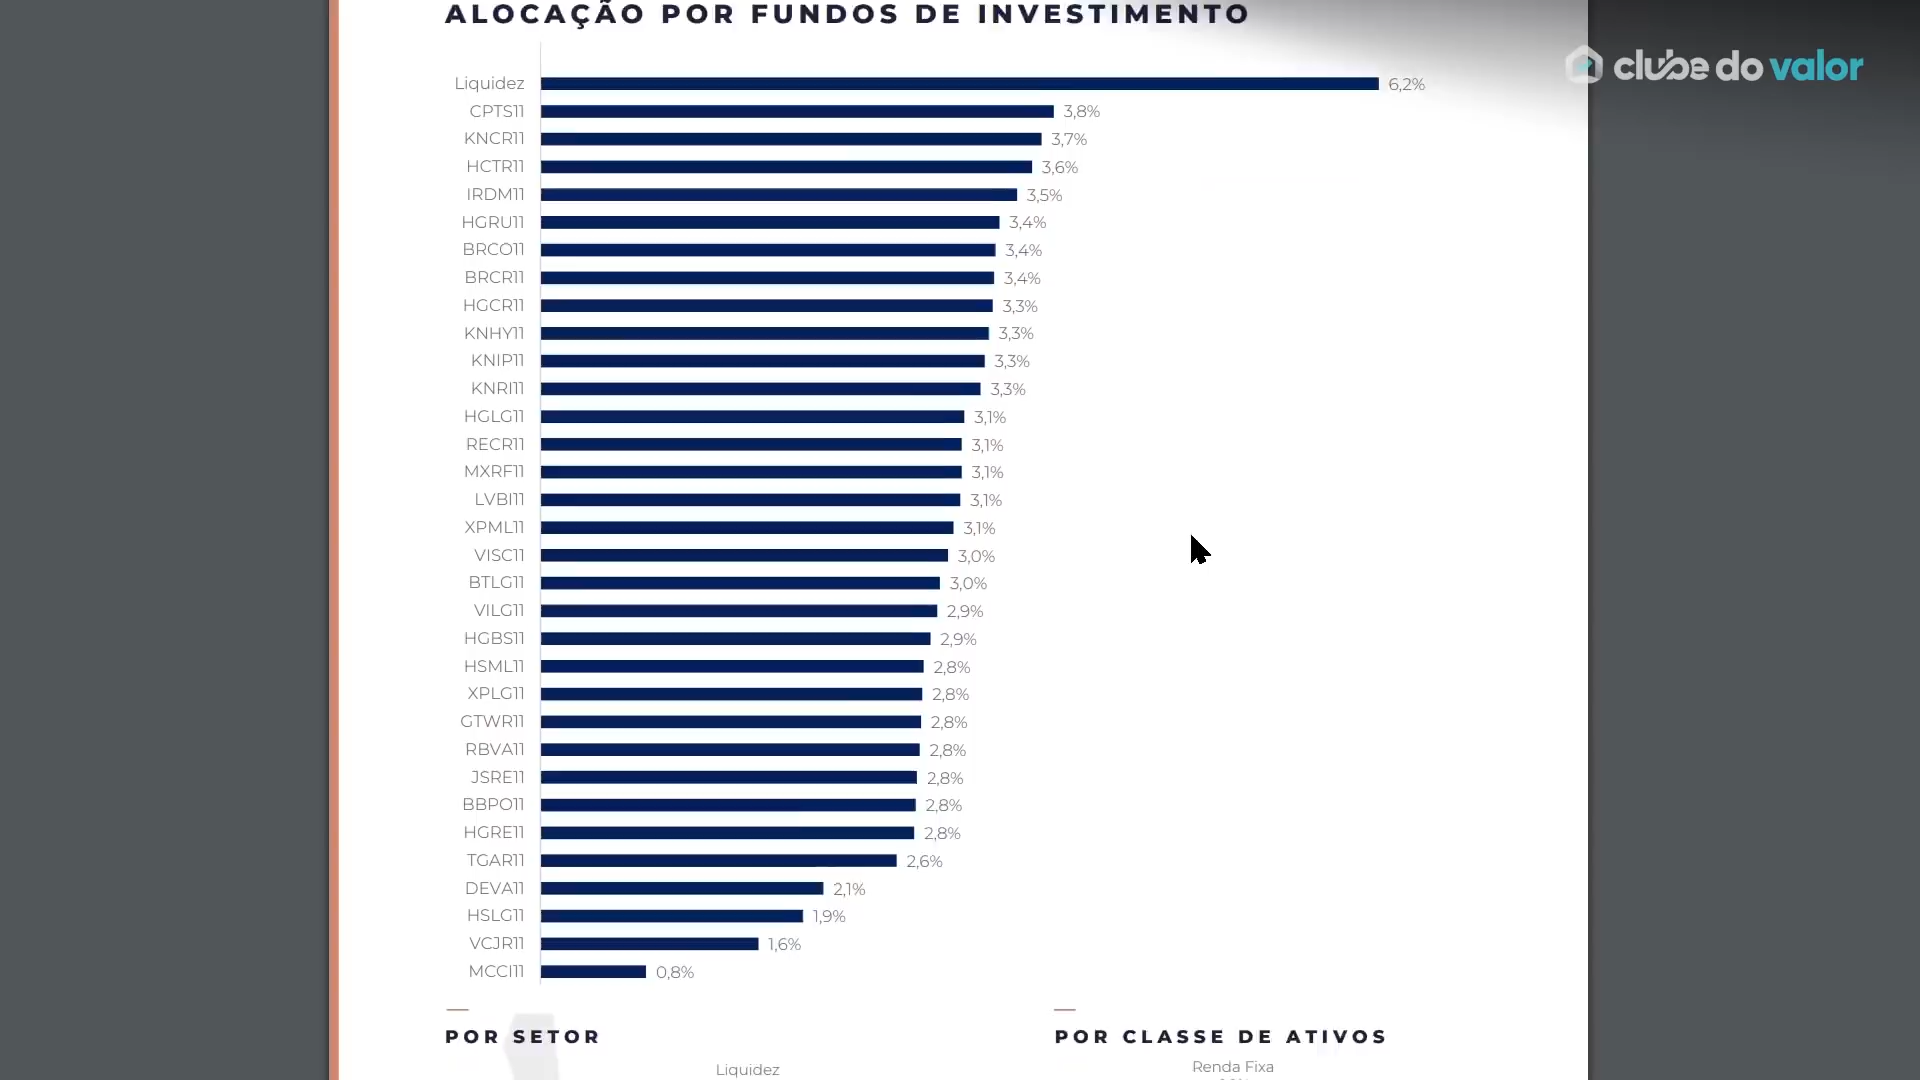 ALOCAÇÃO POR FUNDOS DE INVESTIMENTO
clube do valor
Liquidez 6,2%
CPTS11 3,8%
KNCR11 3,7%
HCTR11 3,6%
IRDM11 3,5%
HGRU11 3,4%
BRCO11 3,4%
BRCR11 3,4%
HGCR11 3,3%
KNHY11 3,3%
KNIP11 3,3%
KNRI11 3,3%
HGLG11 3,1%
RECR11 3,1%
MXRF11 3,1%
LVBI11 3,1%
XPML11 3,1%
VISC11 3,0%
BTLG11 3,0%
VILG11 2,9%
HGBS11 2,9%
HSML11 2,8%
XPLG11 2,8%
GTWR11 2,8%
RBVA11 2,8%
JSRE11 2,8%
BBPO11 2,8%
HGRE11 2,8%
TGAR11 2,6%
DEVA11 2,1%
HSLG11 1,9%
VCJR11 1,6%
MCCI11 0,8%
POR SETOR
POR CLASSE DE ATIVOS
Liquidez
Renda Fixa